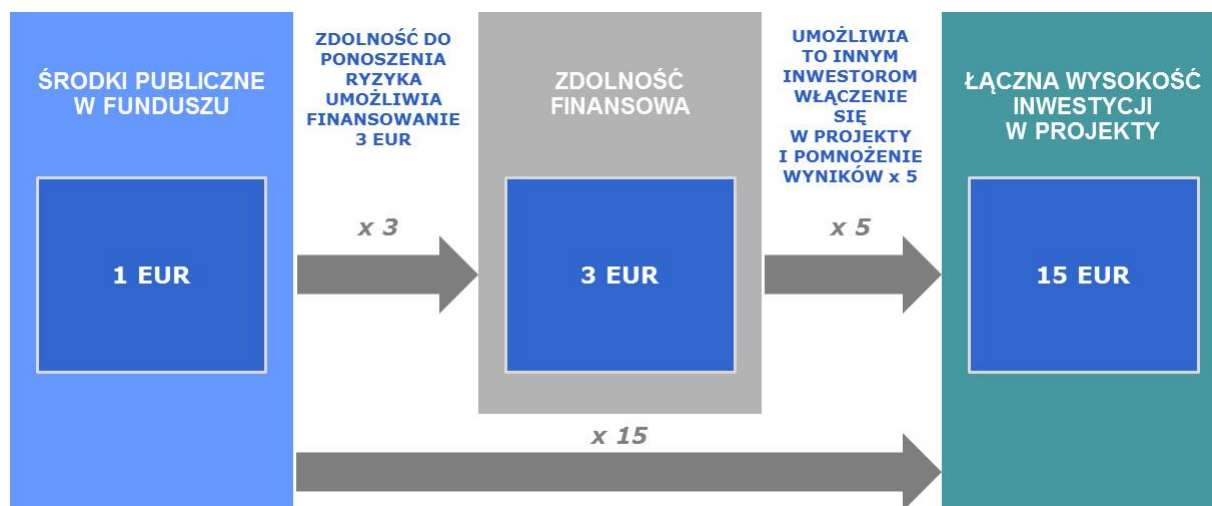 ŚRODKI PUBLICZNE
W FUNDUSZU
1 EUR
ZDOLNOŚĆ DO
PONOSZENIA
RYZYKA
UMOŻLIWIA
FINANSOWANIE
3 EUR
x 3
ZDOLNOŚĆ
FINANSOWA
3 EUR
UMOŻLIWIA
TO INNYM
INWESTOROM
WŁĄCZENIE
SIĘ
W PROJEKTY
I POMNOŻENIE
WYNIKÓW x 5
x 5
ŁĄCZNA WYSOKOŚĆ
INWESTYCJI
W PROJEKTY
15 EUR
x 15